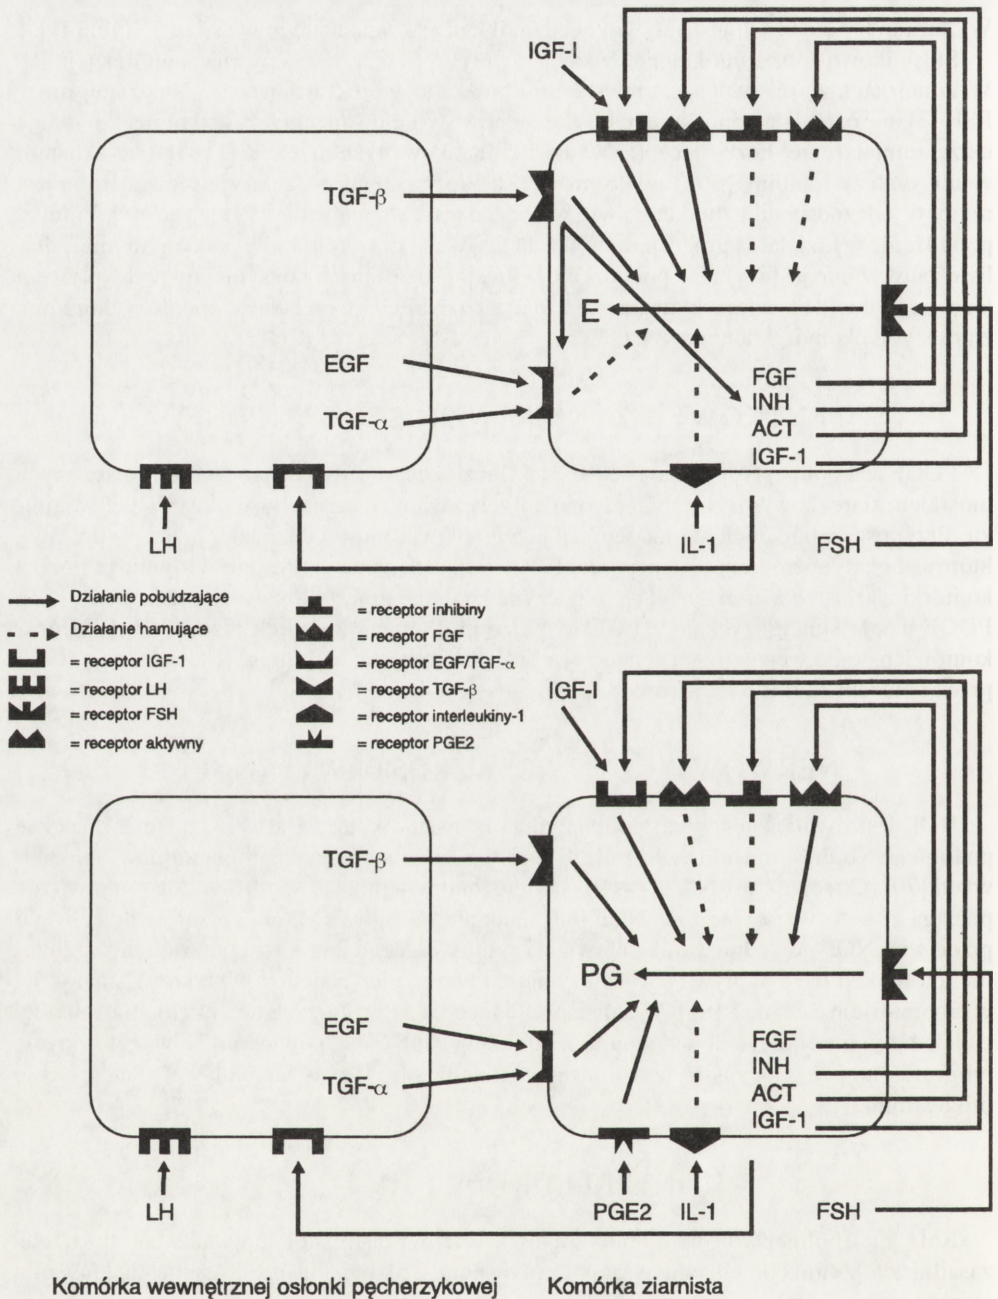 IGF-I
TGF-β
E
EGF
TGF-α
FGF
INH
ACT
IGF-1
LH
IL-1
FSH
Działanie pobudzające
Działanie hamujące
= receptor IGF-1
= receptor LH
= receptor FSH
= receptor aktywny
= receptor inhibiny
= receptor FGF
= receptor EGF/TGF-α
= receptor TGF-β
= receptor interleukiny-1
= receptor PGE2
IGF-I
TGF-β
PG
EGF
TGF-α
FGF
INH
ACT
IGF-1
LH
PGE2
IL-1
FSH
Komórka wewnętrznej osłonki pęcherzykowej
Komórka ziarnista